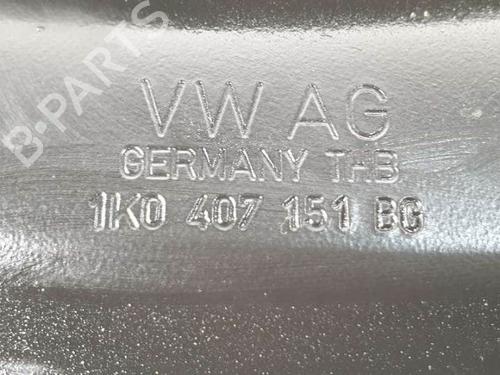 B-PARTS
VW AG
GERMANY THB
1K0 407 151 BG